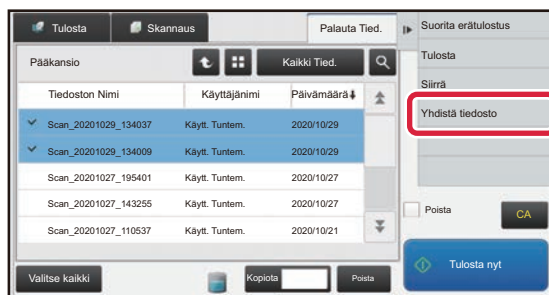 Tulosta
Skannaus
Palauta Tied.
Pääkansio
Kaikki Tied.
Tiedoston Nimi Käyttäjänimi Päivämäärä
Scan_20201029_134037 Käytt. Tuntem. 2020/10/29
Scan_20201029_134009 Käytt. Tuntem. 2020/10/29
Scan_20201027_195401 Käytt. Tuntem. 2020/10/27
Scan_20201027_143255 Käytt. Tuntem. 2020/10/27
Scan_20201027_110537 Käytt. Tuntem. 2020/10/21
Valitse kaikki
Kopiota
Poista
Suorita erätulostus
Tulosta
Siirrä
Yhdistä tiedosto
Poista
CA
Tulosta nyt